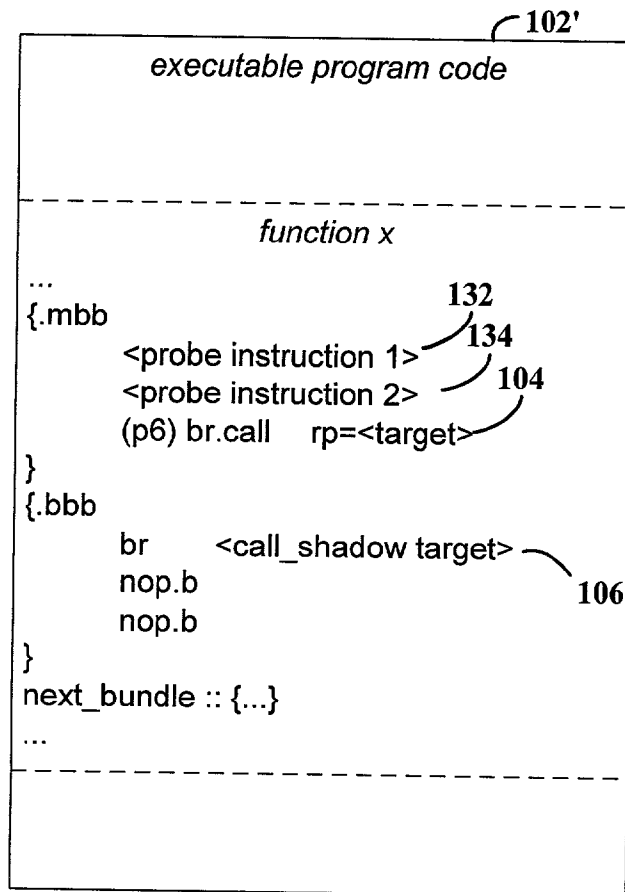 102'
executable program code
function x
...
{.mbb
132
<probe instruction 1>
134
<probe instruction 2>
104
(p6) br.call rp=<target>
}
{.bbb
br <call_shadow target>
106
nop.b
nop.b
}
next_bundle :: {...}
...